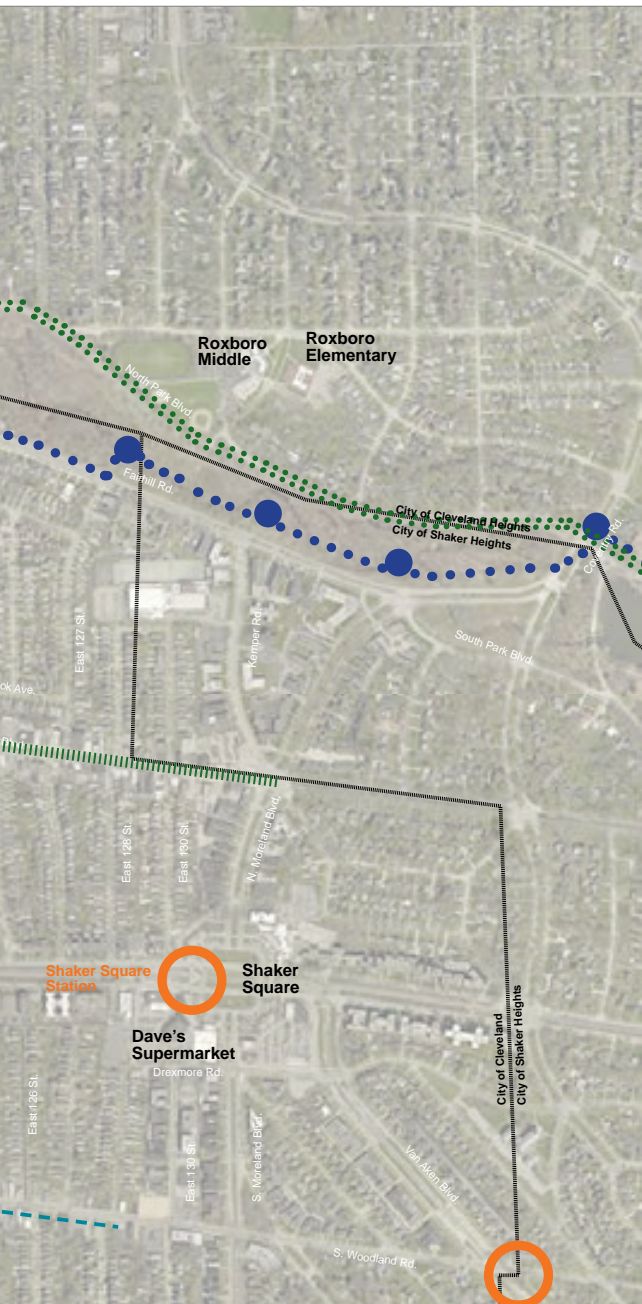 Roxboro
Middle
Roxboro
Elementary
North Park Blvd
Fairhill Rd.
City of Cleveland Heights
City of Shaker Heights
East 127 St.
Kemper Rd.
South Park Blvd.
ok Ave.
East 128 St.
East 130 St.
N. Moreland Blvd.
Shaker Square
Station
Shaker
Square
Dave's
Supermarket
Drexmore Rd.
City of Cleveland
City of Shaker Heights
East 126 St.
East 130 St.
S. Moreland Blvd.
Van Aken Blvd.
S. Woodland Rd.